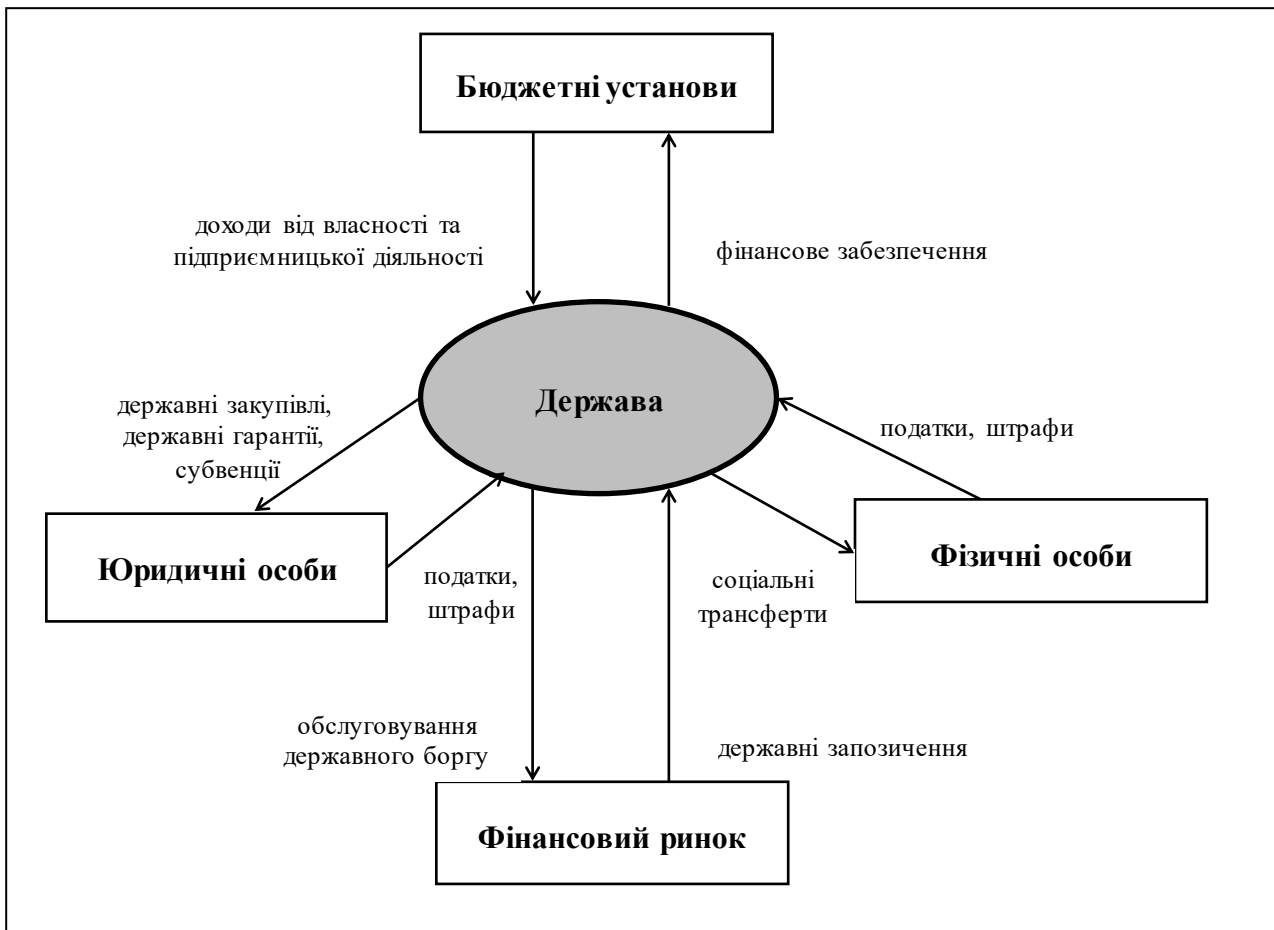 Бюджетні установи
доходи від власності та
підприємницької діяльності
фінансове забезпечення
Держава
державні закупівлі,
державні гарантії,
субвенції
податки, штрафи
Юридичні особи
Фізичні особи
податки,
штрафи
соціальні
трансферти
обслуговування
державного боргу
державні запозичення
Фінансовий ринок